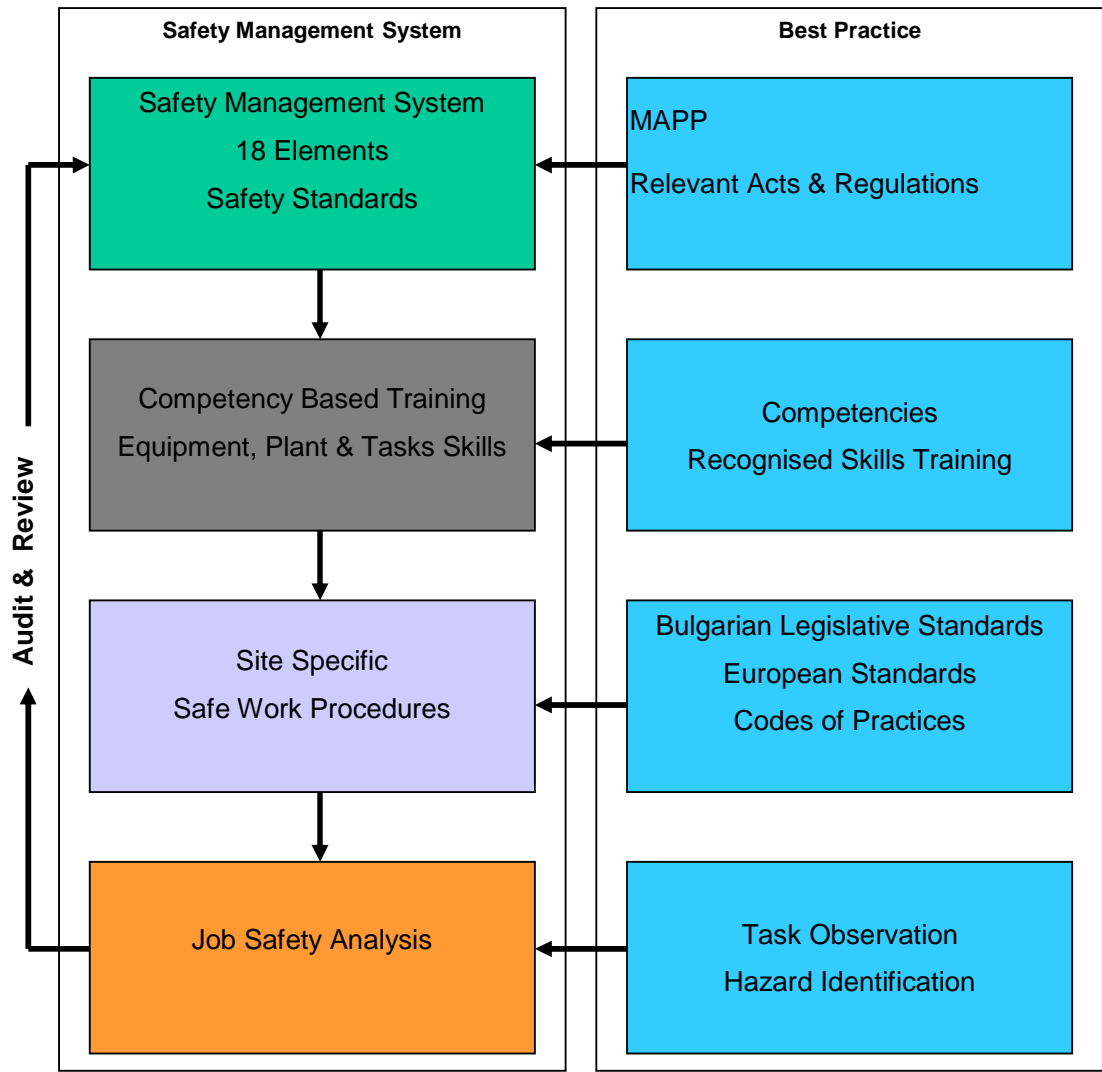 Safety Management System
Best Practice
Safety Management System
18 Elements
Safety Standards
MAPP
Relevant Acts & Regulations
Competency Based Training
Equipment, Plant & Tasks Skills
Competencies
Recognised Skills Training
Audit & Review
Site Specific
Safe Work Procedures
Bulgarian Legislative Standards
European Standards
Codes of Practices
Job Safety Analysis
Task Observation
Hazard Identification